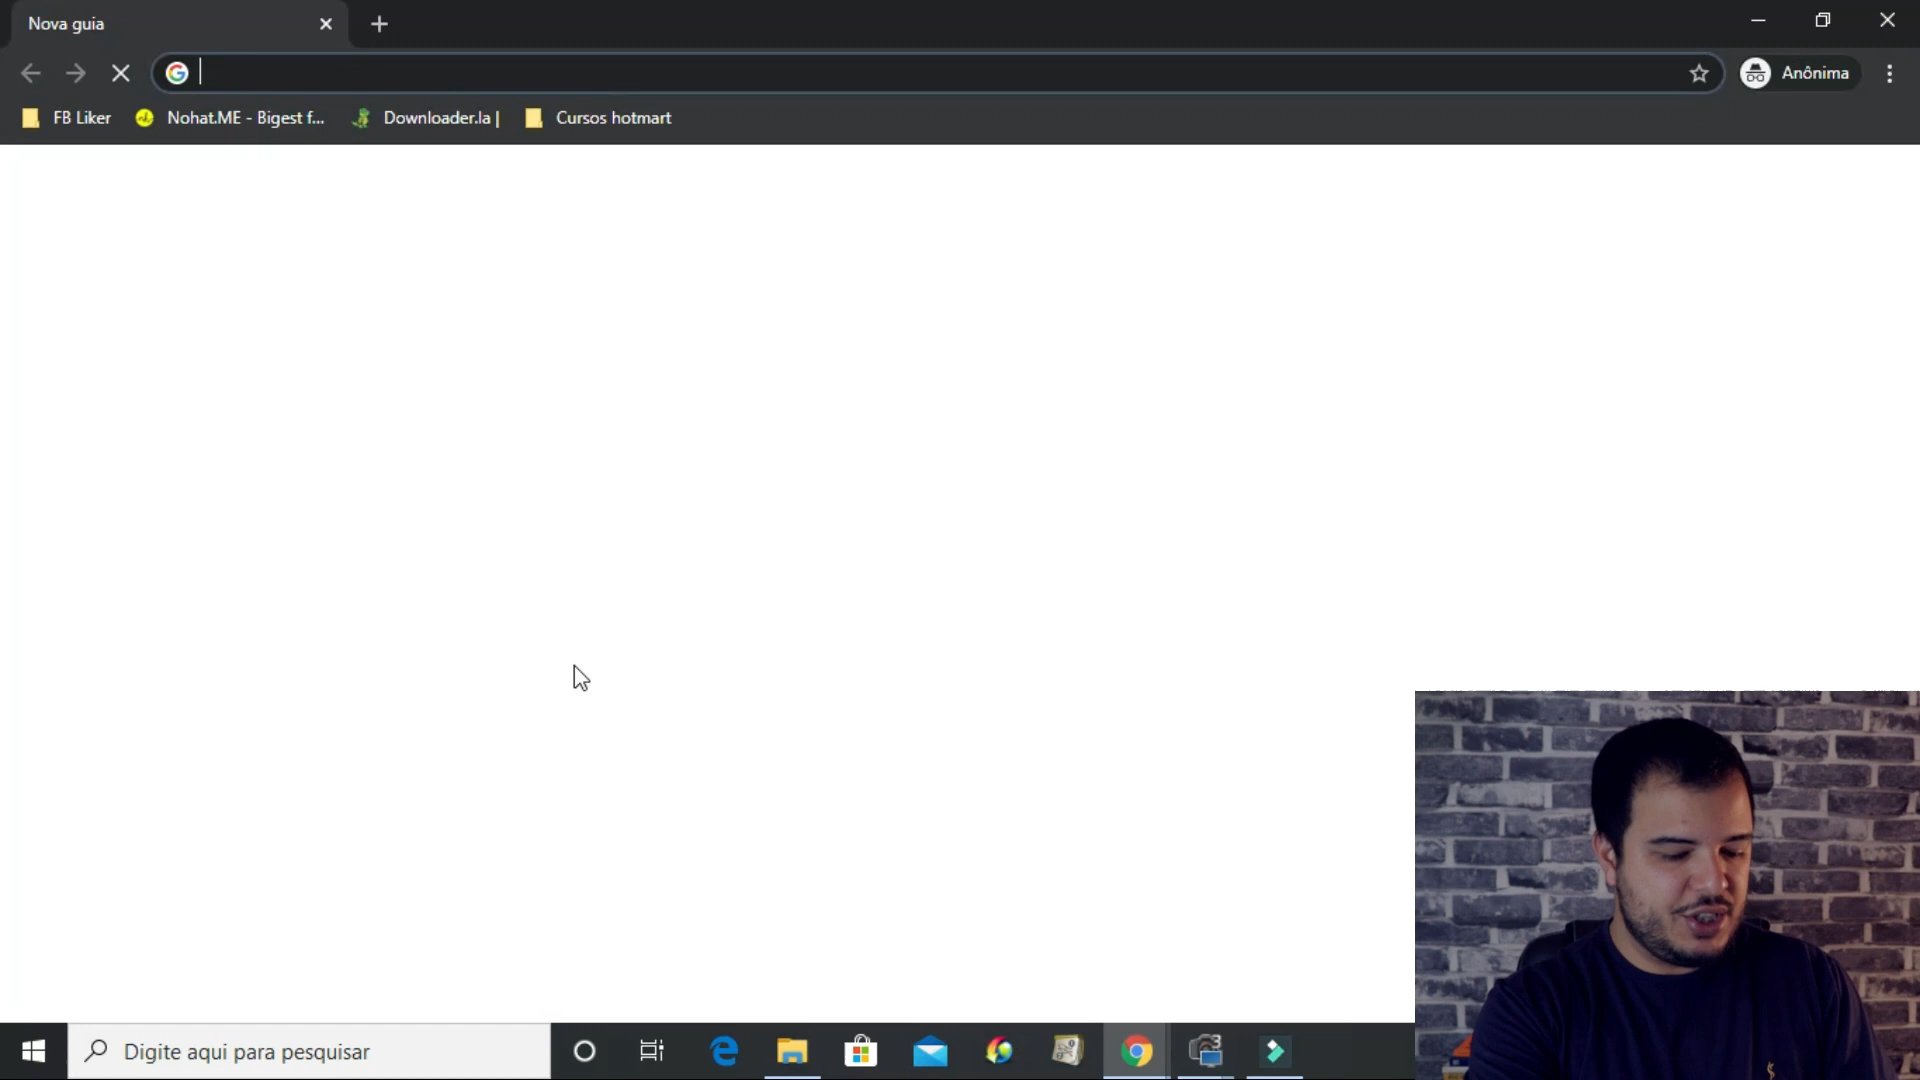 Nova guia
Anônima
FB Liker
Nohat.ME - Bigest f...
Downloader.la |
Cursos hotmart
Digite aqui para pesquisar